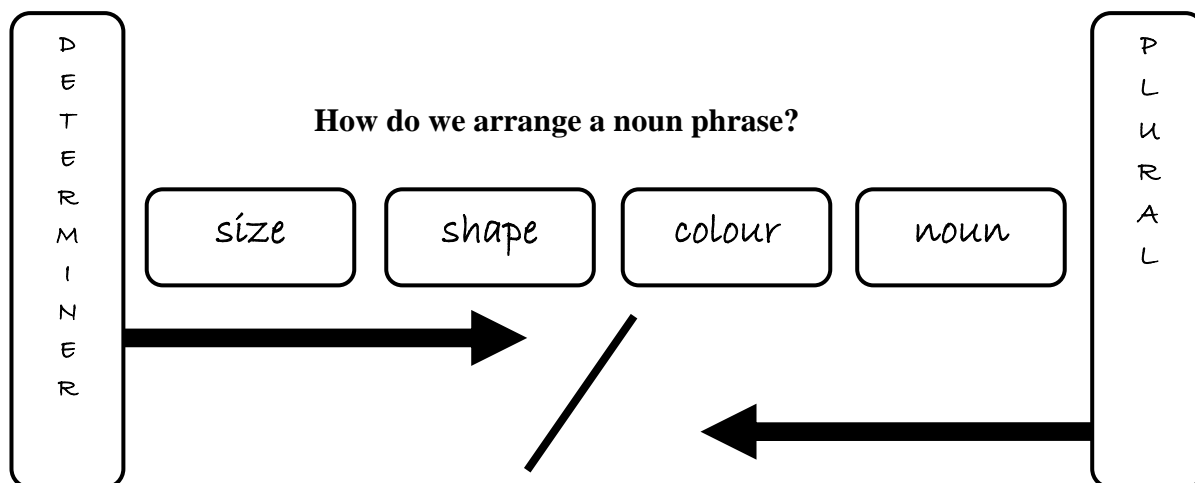 DETERMINER
How do we arrange a noun phrase?
size shape colour noun
PLURAL